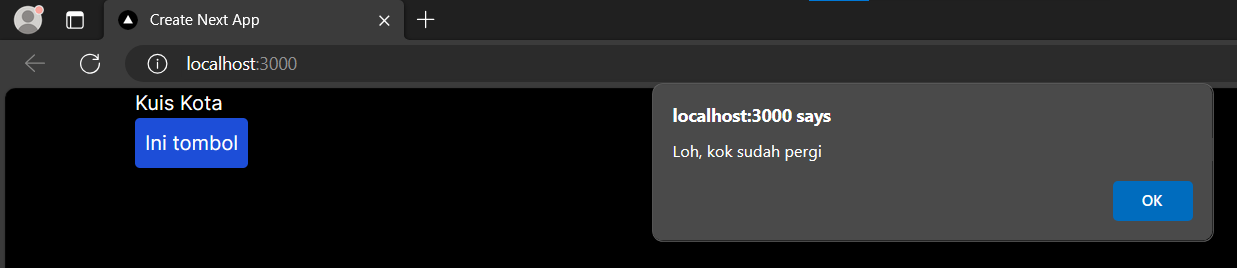 Create Next App
localhost:3000
Kuis Kota
Ini tombol
localhost:3000 says
Loh, kok sudah pergi
OK